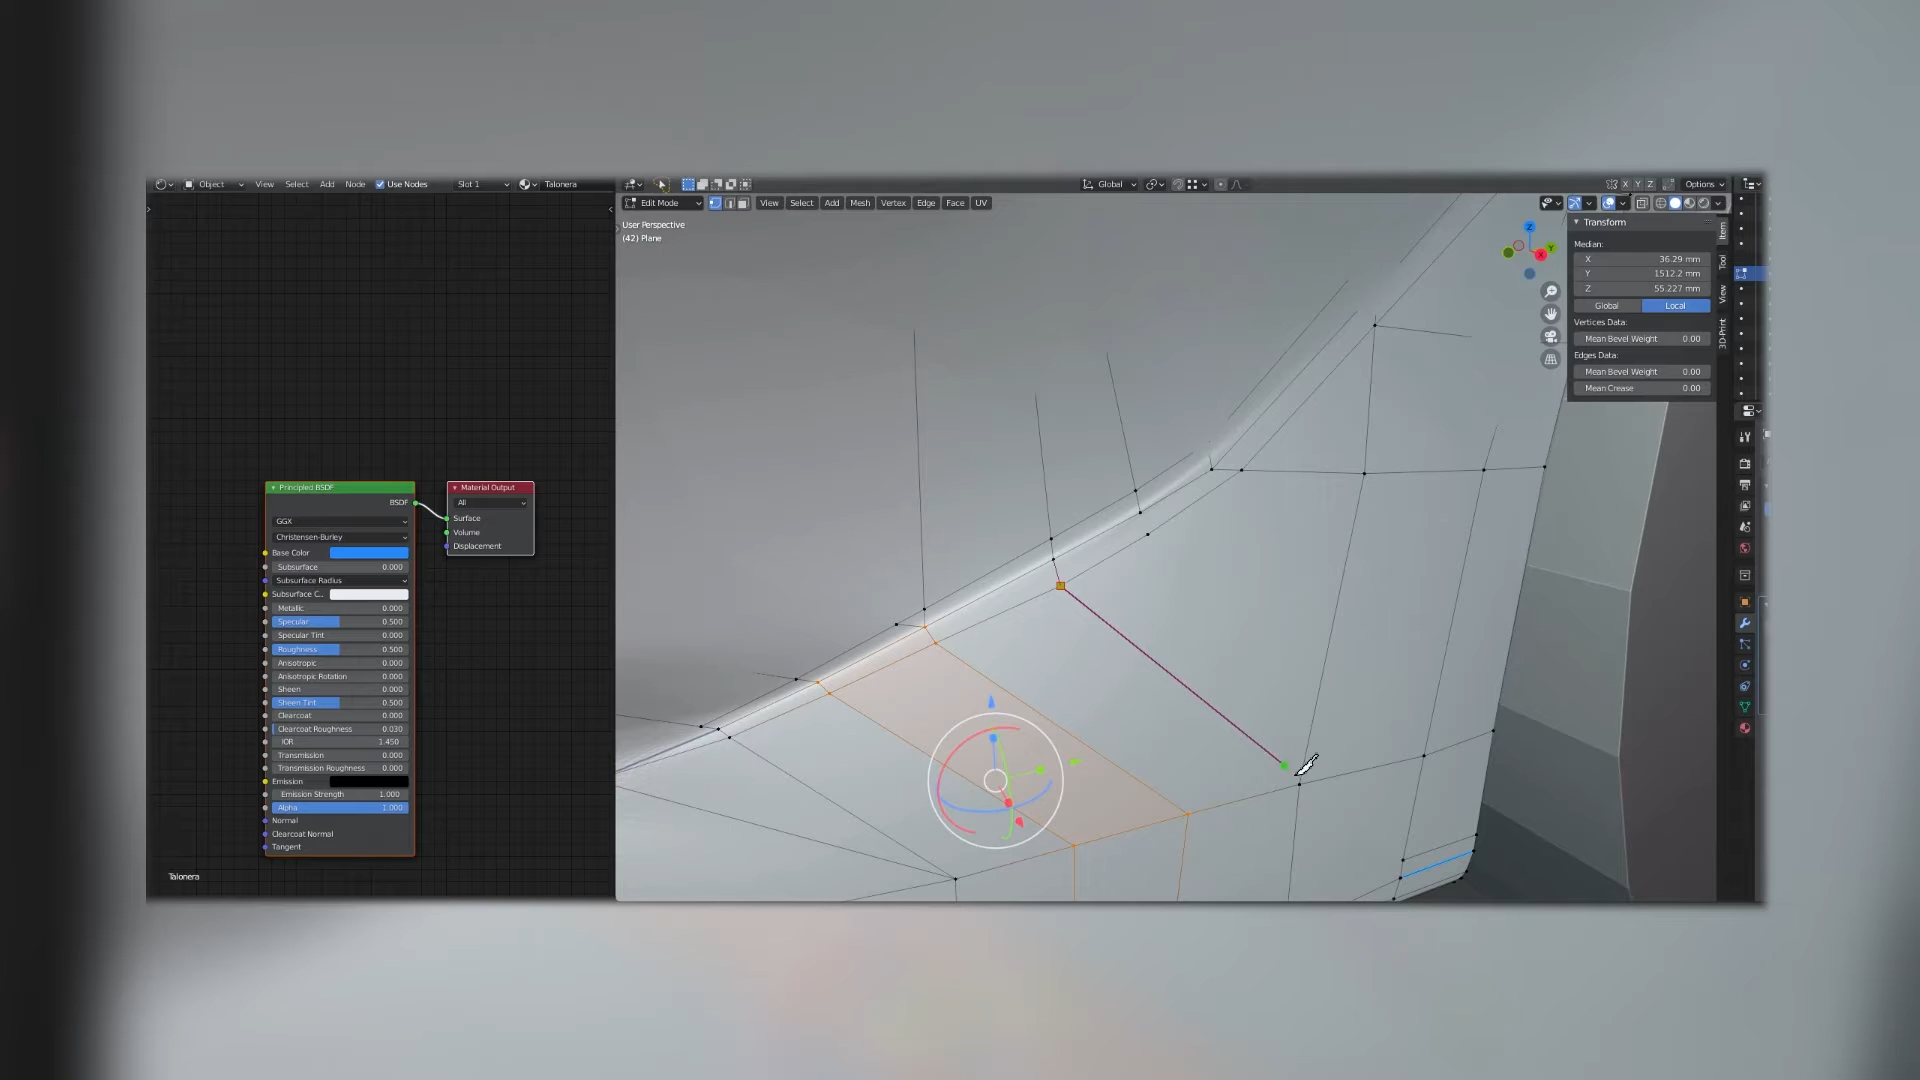 Object View Select Add Node Use Nodes Slot 1 Talonera
Global X Y Z Options
Edit Mode View Select Add Mesh Vertex Edge Face UV
User Perspective
(42) Plane
Z
Y
X
Transform
Median:
X 36.29 mm
Y 1512.2 mm
Z 55.227 mm
Global Local
Vertices Data:
Mean Bevel Weight 0.00
Edges Data:
Mean Bevel Weight 0.00
Mean Crease 0.00
Item
Tool
View
3D-Print
Principled BSDF
BSDF
GGX
Christensen-Burley
Base Color
Subsurface 0.000
Subsurface Radius
Subsurface C..
Metallic 0.000
Specular 0.500
Specular Tint 0.000
Roughness 0.500
Anisotropic 0.000
Anisotropic Rotation 0.000
Sheen 0.000
Sheen Tint 0.500
Clearcoat 0.000
Clearcoat Roughness 0.030
IOR 1.450
Transmission 0.000
Transmission Roughness 0.000
Emission
Emission Strength 1.000
Alpha 1.000
Normal
Clearcoat Normal
Tangent
Material Output
All
Surface
Volume
Displacement
Talonera